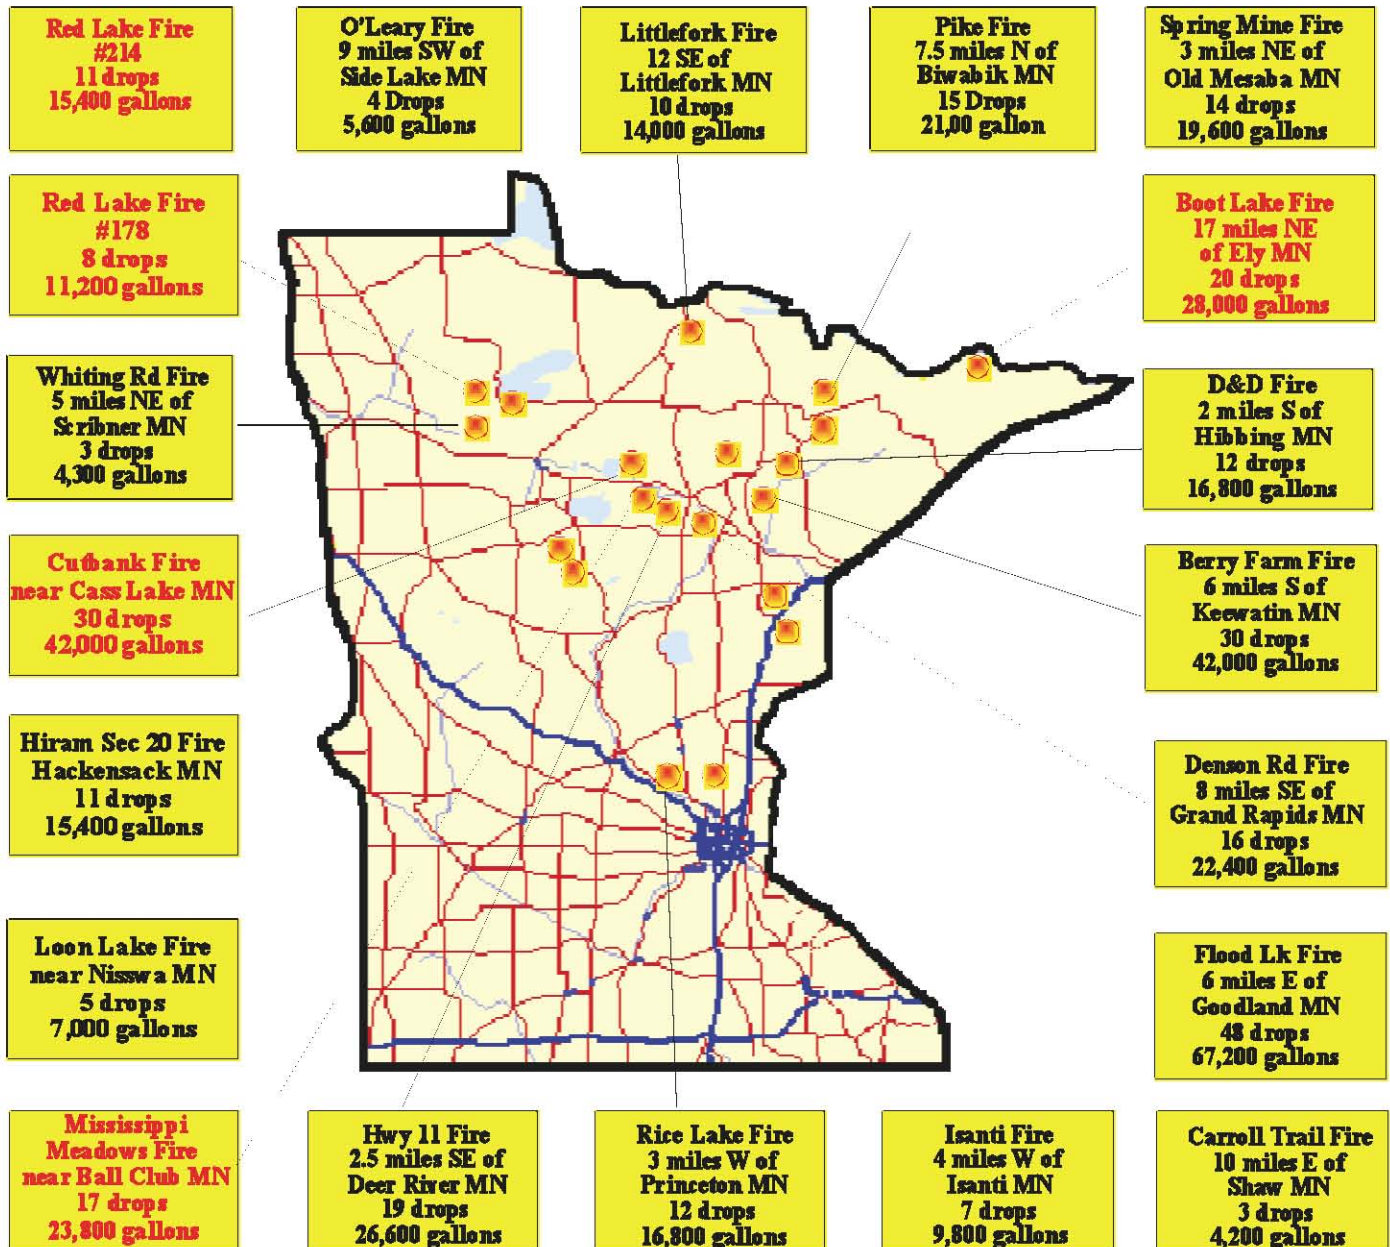 Red Lake Fire
#214
11 drops
15,400 gallons
O'Leary Fire
9 miles SW of
Side Lake MN
4 Drops
5,600 gallons
Littlefork Fire
12 SE of
Littlefork MN
10 drops
14,000 gallons
Pike Fire
7.5 miles N of
Biwabik MN
15 Drops
21,00 gallon
Spring Mine Fire
3 miles NE of
Old Mesaba MN
14 drops
19,600 gallons
Red Lake Fire
#178
8 drops
11,200 gallons
Boot Lake Fire
17 miles NE
of Ely MN
20 drops
28,000 gallons
Whiting Rd Fire
5 miles NE of
Scribner MN
3 drops
4,300 gallons
D&D Fire
2 miles S of
Hibbing MN
12 drops
16,800 gallons
Cutbank Fire
near Cass Lake MN
30 drops
42,000 gallons
Berry Farm Fire
6 miles S of
Keewatin MN
30 drops
42,000 gallons
Hiram Sec 20 Fire
Hackensack MN
11 drops
15,400 gallons
Denson Rd Fire
8 miles SE of
Grand Rapids MN
16 drops
22,400 gallons
Loon Lake Fire
near Nisswa MN
5 drops
7,000 gallons
Flood Lk Fire
6 miles E of
Goodland MN
48 drops
67,200 gallons
Mississippi
Meadows Fire
near Ball Club MN
17 drops
23,800 gallons
Hwy 11 Fire
2.5 miles SE of
Deer River MN
19 drops
26,600 gallons
Rice Lake Fire
3 miles W of
Princeton MN
12 drops
16,800 gallons
Isanti Fire
4 miles W of
Isanti MN
7 drops
9,800 gallons
Carroll Trail Fire
10 miles E of
Shaw MN
3 drops
4,200 gallons